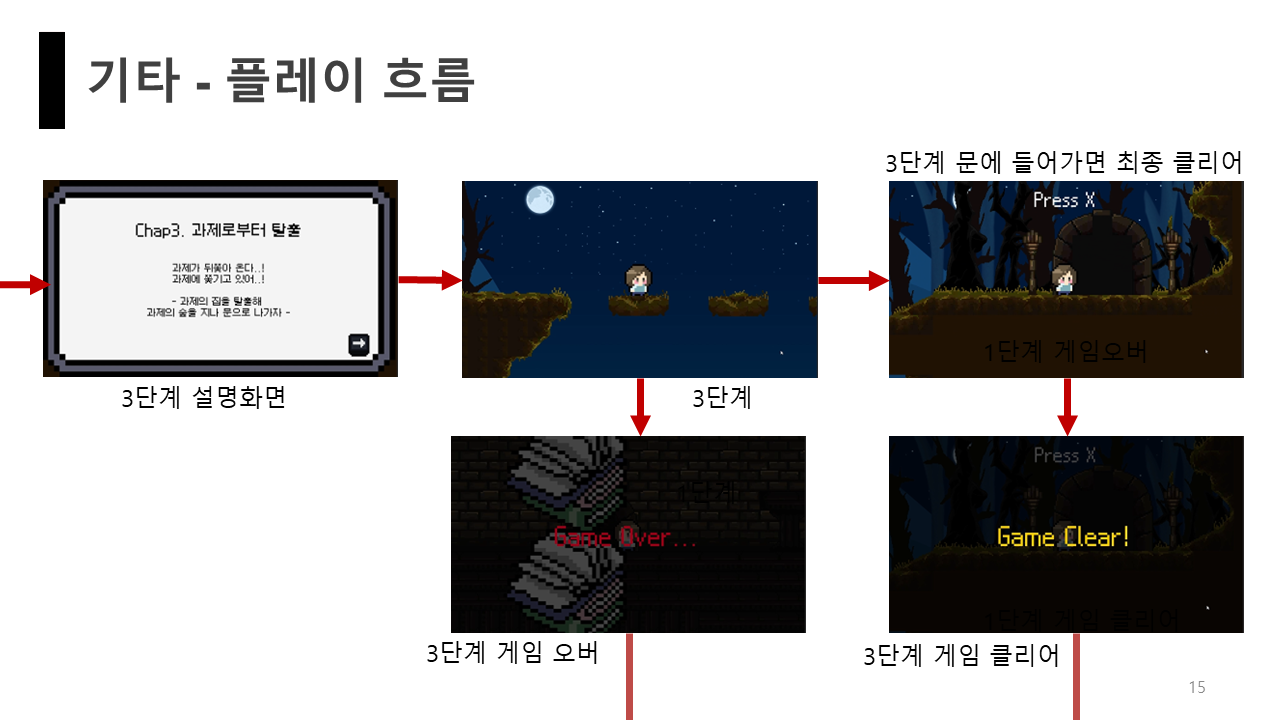 기타 - 플레이 흐름
3단계 문에 들어가면 최종 클리어
Chap3. 과제로부터 탈출
과제가 뒤쫓아 온다..!
과제에 쫓기고 있어..!
- 과제의 집을 탈출해
과제의 숲을 지나 문으로 나가자 -
Press X
1단계 게임오버
3단계 설명화면
3단계
1단계
Game Over...
Press X
Game Clear!
1단계 게임 클리어
3단계 게임 오버
3단계 게임 클리어
15